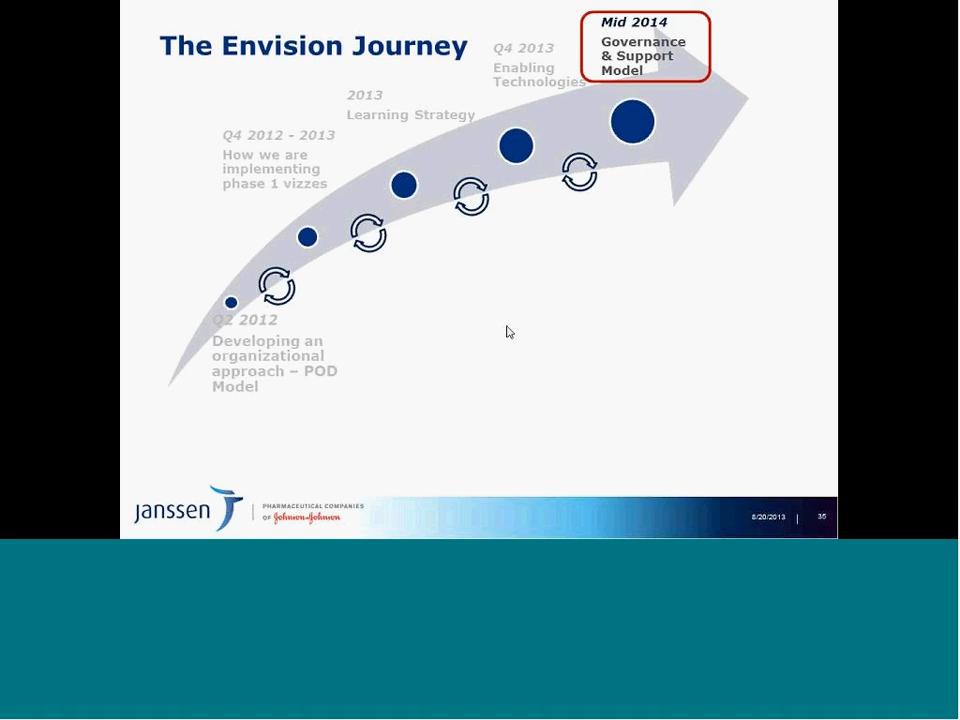 The Envision Journey
Mid 2014
Governance
& Support
Model
Q4 2013
Enabling
Technologies
2013
Learning Strategy
Q4 2012 - 2013
How we are
implementing
phase 1 vizzes
Q2 2012
Developing an
organizational
approach – POD
Model
janssen
PHARMACEUTICAL COMPANIES
OF Johnson & Johnson
8/20/2013
35